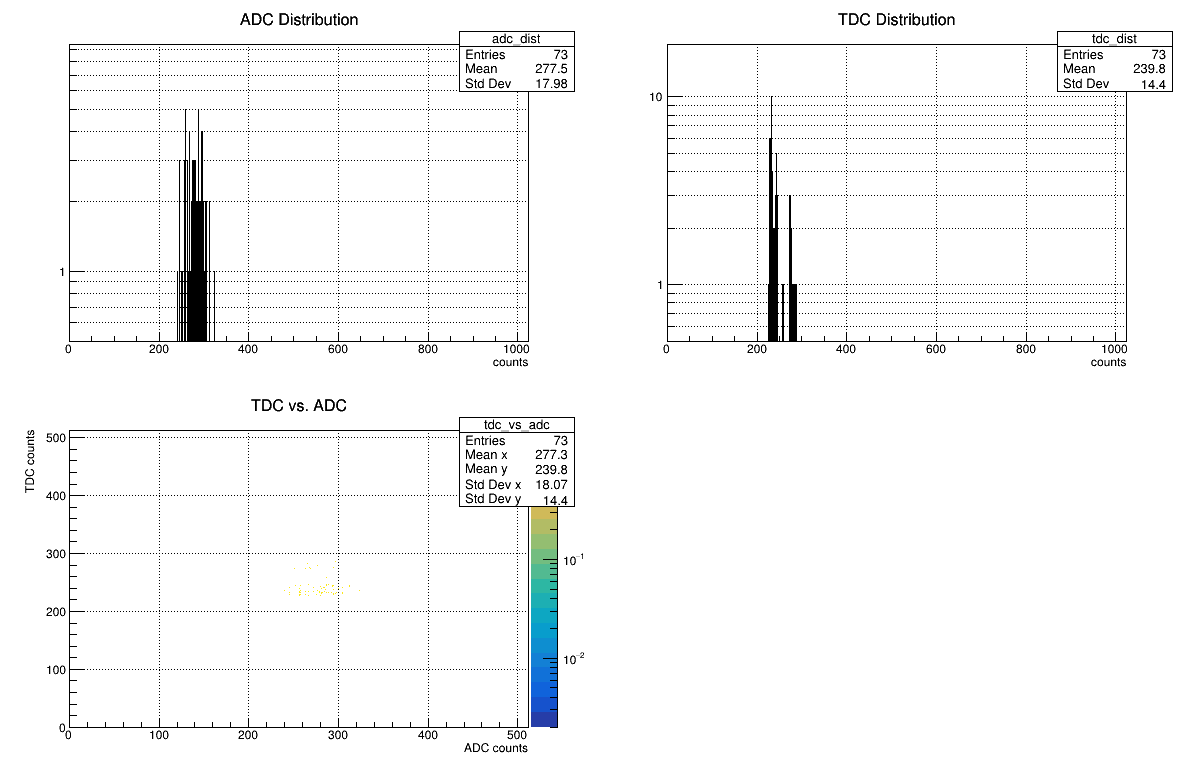 ADC Distribution
adc_dist
Entries 73
Mean 277.5
Std Dev 17.98
1
0 200 400 600 800 1000
counts
TDC Distribution
tdc_dist
Entries 73
Mean 239.8
Std Dev 14.4
10
1
0 200 400 600 800 1000
counts
TDC vs. ADC
tdc_vs_adc
Entries 73
Mean x 277.3
Mean y 239.8
Std Dev x 18.07
Std Dev y 14.4
TDC counts
500
400
300
200
100
0
0 100 200 300 400 500
ADC counts
10⁻¹
10⁻²